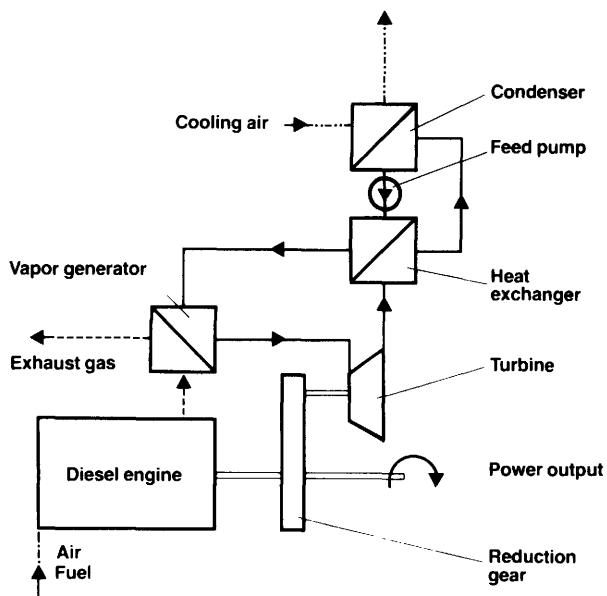 Condenser
Cooling air
Feed pump
Vapor generator
Heat
exchanger
Exhaust gas
Turbine
Diesel engine
Power output
Air
Fuel
Reduction
gear